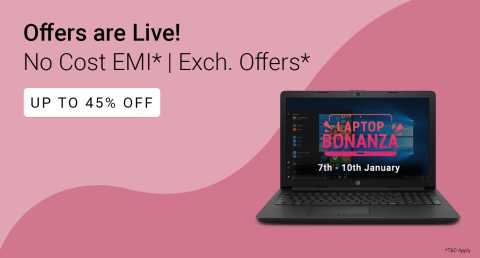 Offers are Live!
No Cost EMI* | Exch. Offers*
UP TO 45% OFF
LAPTOP
BONANZA
7th - 10th January
*T&C Apply